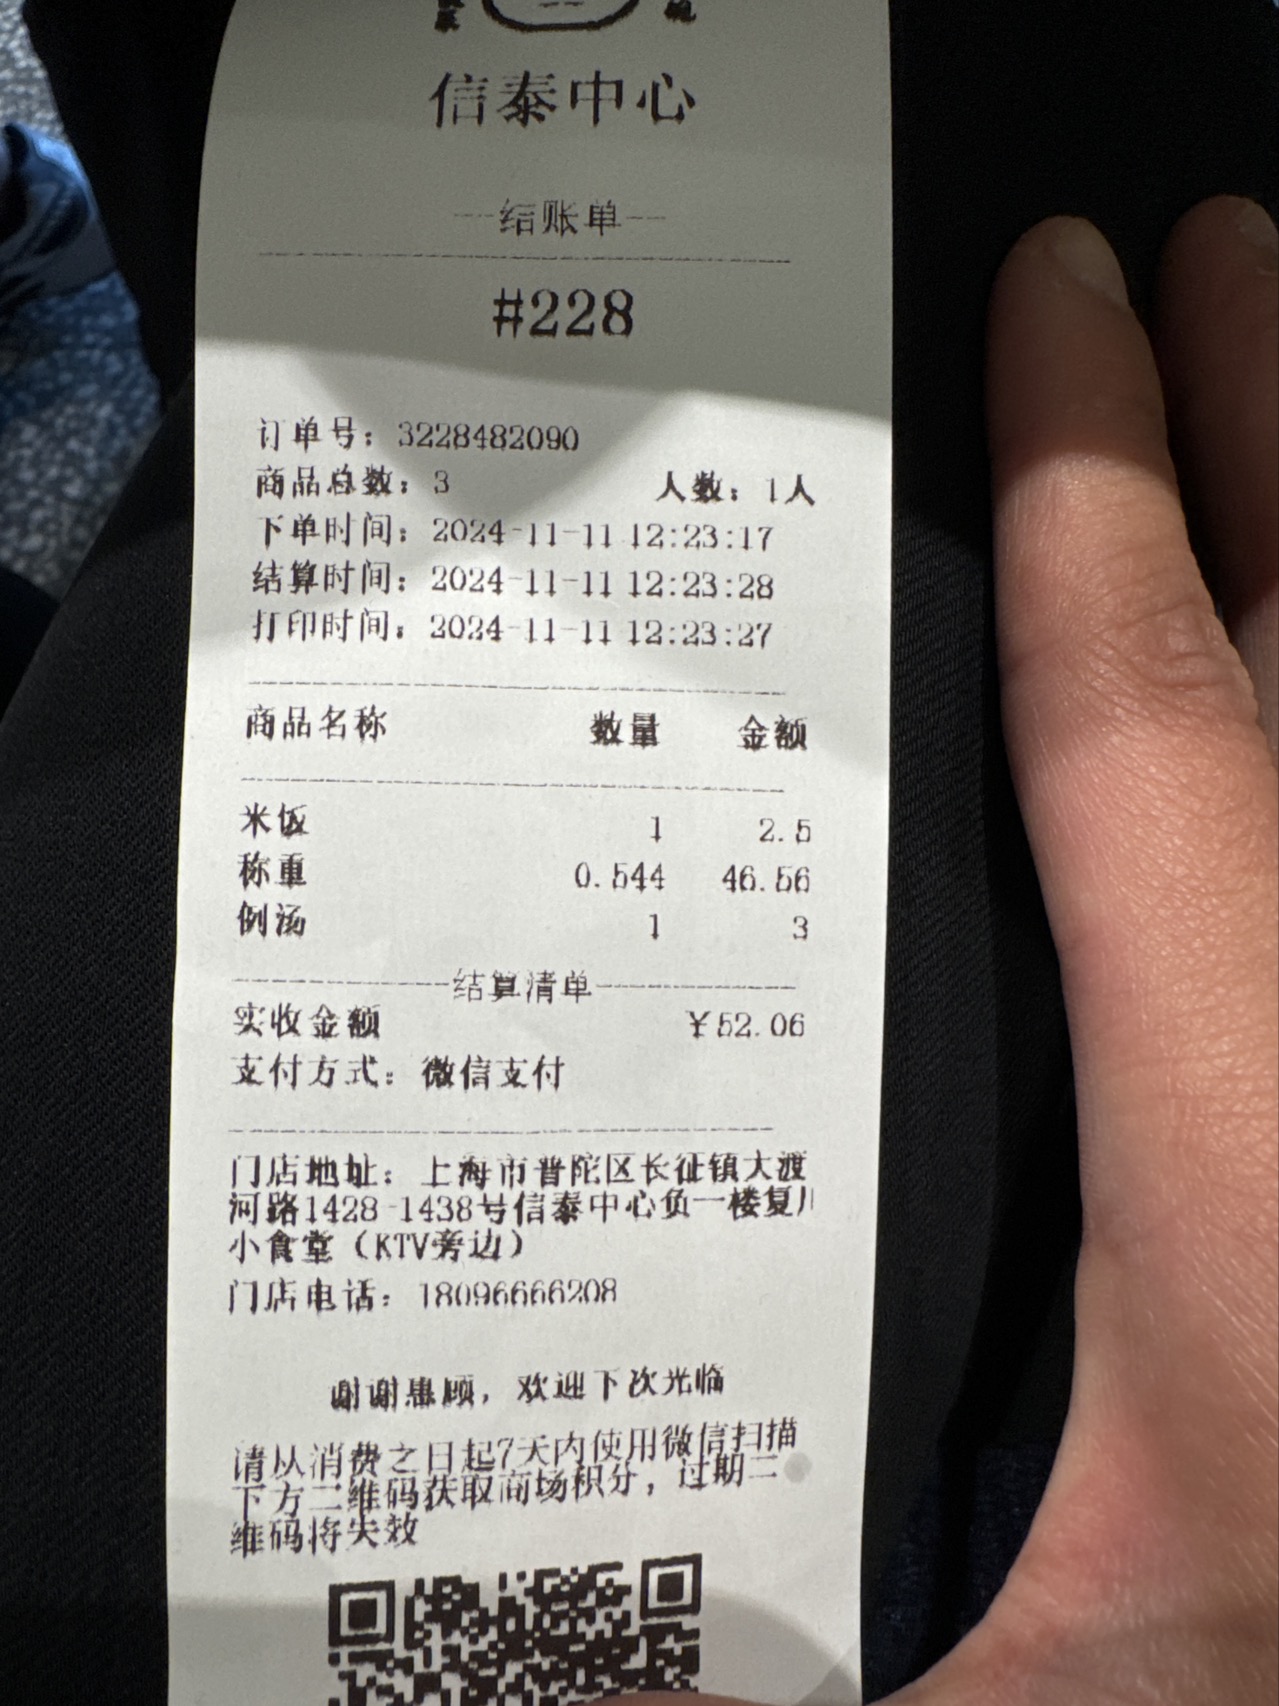 信泰中心
---结账单---
#228
订单号：3228482090
商品总数：3 人数：1人
下单时间：2024-11-11 12:23:17
结算时间：2024-11-11 12:23:28
打印时间：2024-11-11 12:23:27
商品名称 数量 金额
米饭 1 2.5
称重 0.544 46.56
例汤 1 3
结算清单
实收金额 ￥52.06
支付方式：微信支付
门店地址：上海市普陀区长征镇大渡
河路1428-1438号信泰中心负一楼复
小食堂（KTV旁边）
门店电话：18096666208
谢谢惠顾，欢迎下次光临
请从消费之日起7天内使用微信扫描
下方二维码获取商场积分，过期二
维码将失效